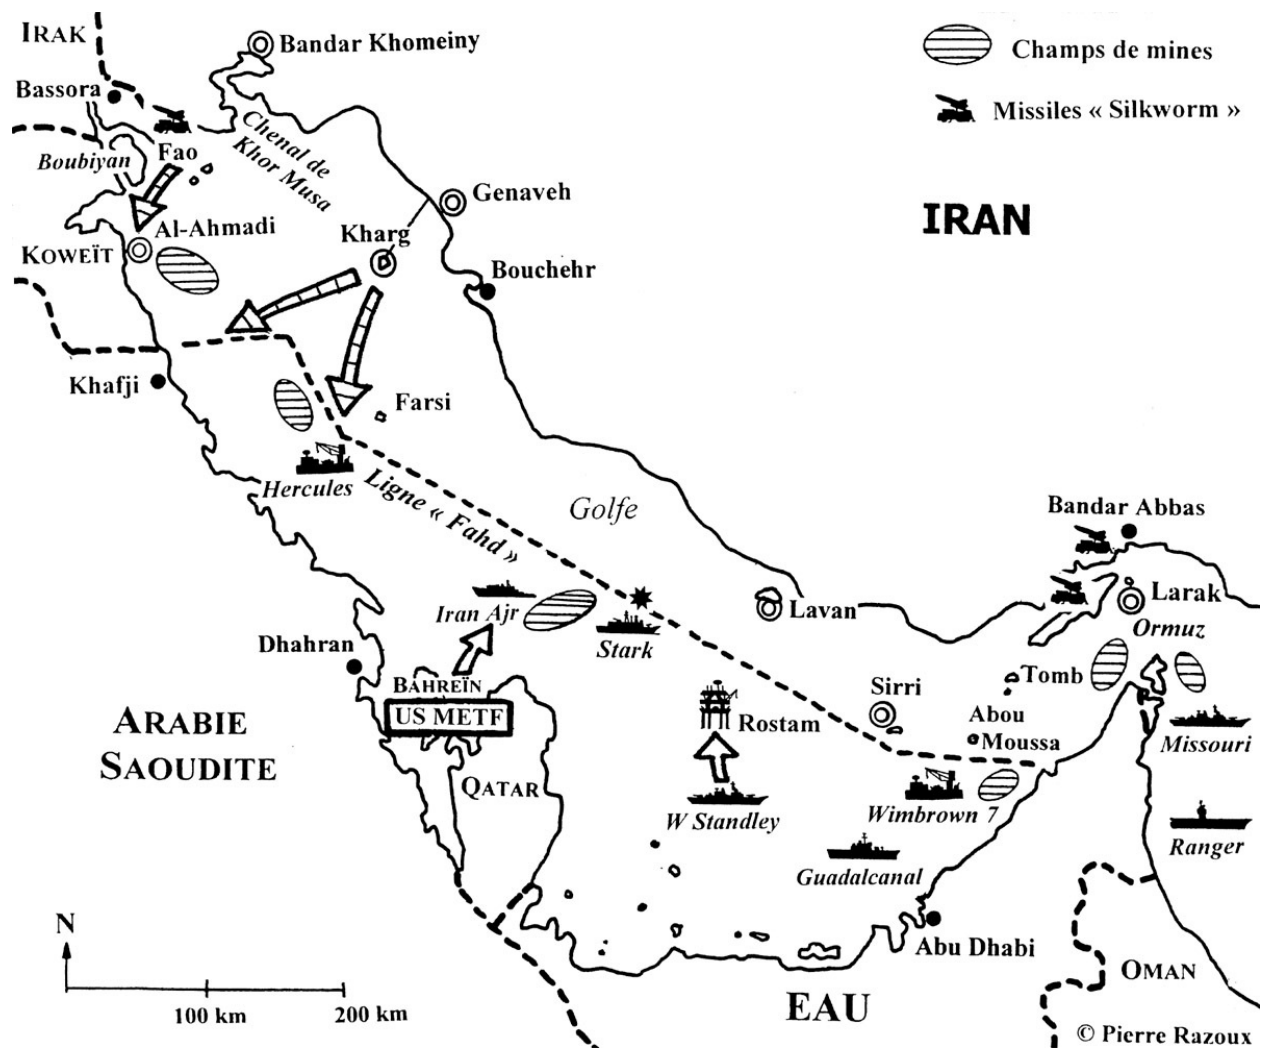 IRAK
Bandar Khomeiny
Champs de mines
Bassora
Missiles « Silkworm »
Chenal de
Khor Musa
Fao
Boubiyan
Genaveh
IRAN
Al-Ahmadi
Kharg
KOWEÏT
Bouchehr
Khafji
Farsi
Hercules
Ligne « Fahd »
Golfe
Bandar Abbas
Iran Ajr
Stark
Lavan
Larak
Ormuz
Dhahran
BAHREÏN
US METF
Rostam
Sirri
Tomb
Abou
Moussa
Missouri
ARABIE
SAOUDITE
QATAR
W Standley
Wimbrown 7
Guadalcanal
Ranger
N
100 km
200 km
Abu Dhabi
OMAN
EAU
© Pierre Razoux